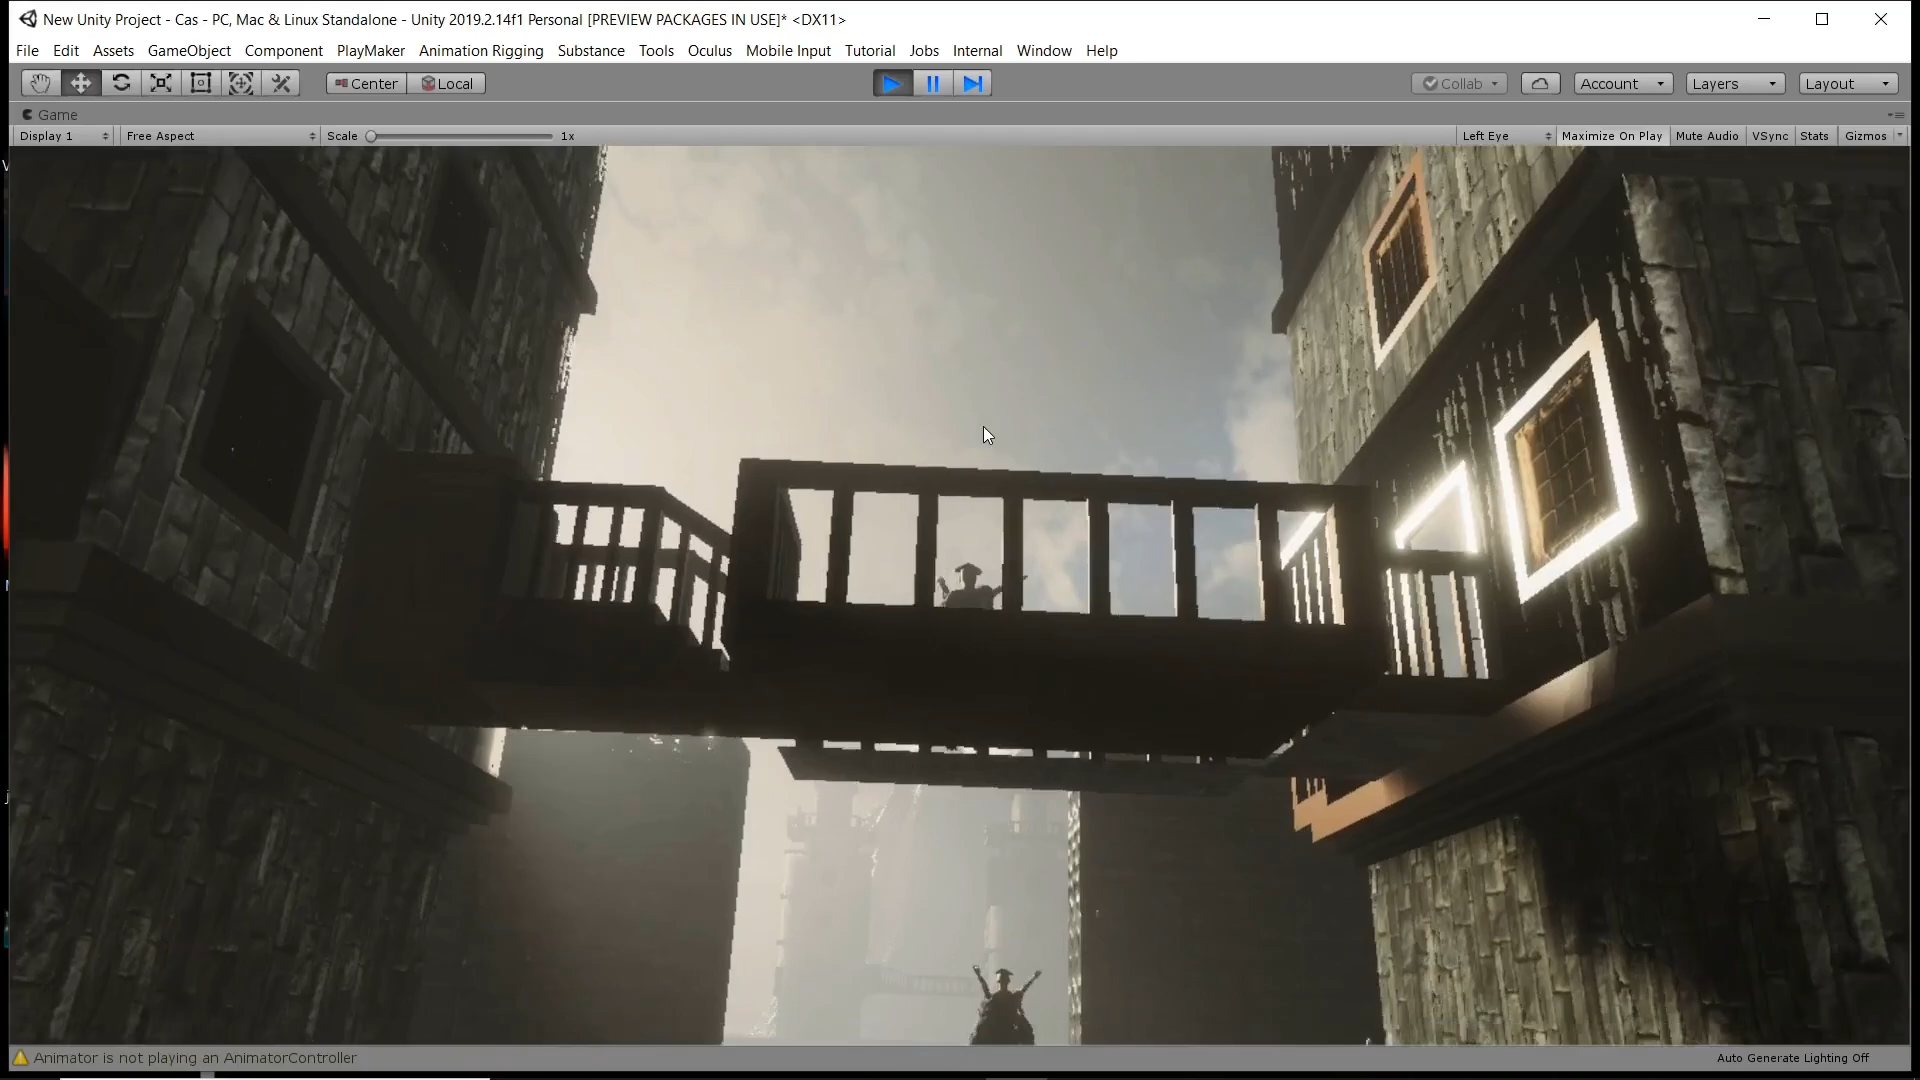 New Unity Project - Cas - PC, Mac & Linux Standalone - Unity 2019.2.14f1 Personal [PREVIEW PACKAGES IN USE]* <DX11>
File Edit Assets GameObject Component PlayMaker Animation Rigging Substance Tools Oculus Mobile Input Tutorial Jobs Internal Window Help
Center Local Collab Account Layers Layout
Game
Display 1 Free Aspect Scale 1x Left Eye Maximize On Play Mute Audio VSync Stats Gizmos
Animator is not playing an AnimatorController Auto Generate Lighting Off